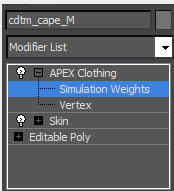 cdtm_cape_M
Modifier List
APEX Clothing
Simulation Weights
Vertex
Skin
Editable Poly